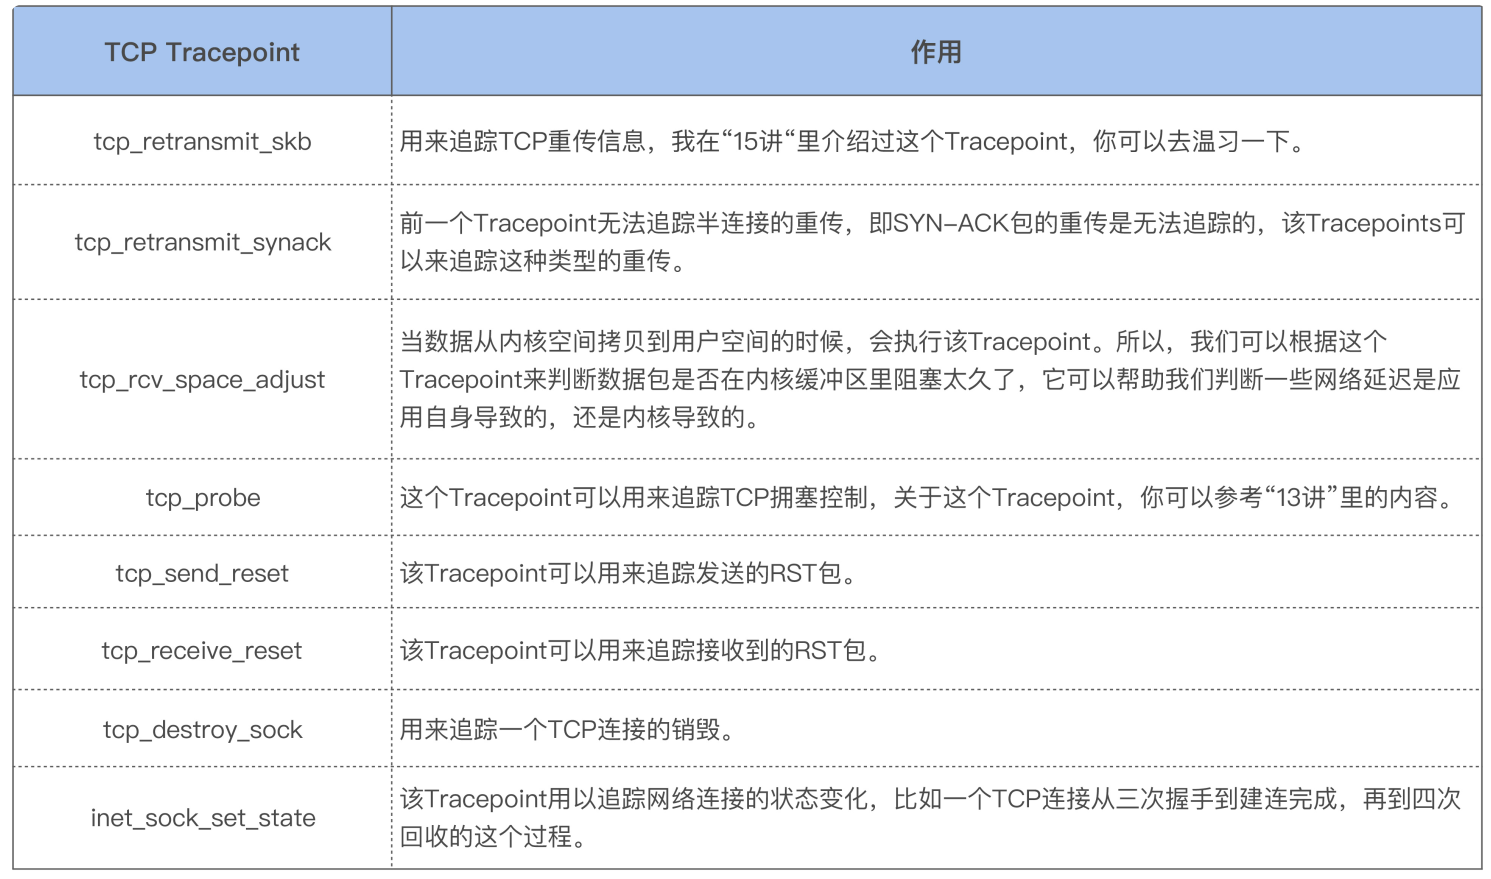 TCP Tracepoint
作用
tcp_retransmit_skb
用来追踪TCP重传信息，我在“15讲“里介绍过这个Tracepoint，你可以去温习一下。
tcp_retransmit_synack
前一个Tracepoint无法追踪半连接的重传，即SYN-ACK包的重传是无法追踪的，该Tracepoints可
以来追踪这种类型的重传。
tcp_rcv_space_adjust
当数据从内核空间拷贝到用户空间的时候，会执行该Tracepoint。所以，我们可以根据这个
Tracepoint来判断数据包是否在内核缓冲区里阻塞太久了，它可以帮助我们判断一些网络延迟是应
用自身导致的，还是内核导致的。
tcp_probe
这个Tracepoint可以用来追踪TCP拥塞控制，关于这个Tracepoint，你可以参考“13讲”里的内容。
tcp_send_reset
该Tracepoint可以用来追踪发送的RST包。
tcp_receive_reset
该Tracepoint可以用来追踪接收到的RST包。
tcp_destroy_sock
用来追踪一个TCP连接的销毁。
inet_sock_set_state
该Tracepoint用以追踪网络连接的状态变化，比如一个TCP连接从三次握手到建连完成，再到四次
回收的这个过程。